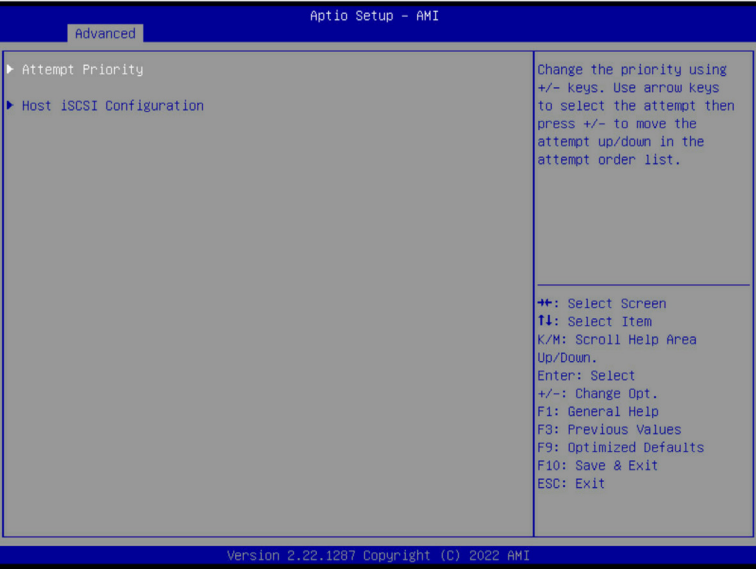 Aptio Setup – AMI
Advanced
▶ Attempt Priority
▶ Host iSCSI Configuration
Change the priority using
+/- keys. Use arrow keys
to select the attempt then
press +/- to move the
attempt up/down in the
attempt order list.
→←: Select Screen
↑↓: Select Item
K/M: Scroll Help Area
Up/Down.
Enter: Select
+/-: Change Opt.
F1: General Help
F3: Previous Values
F9: Optimized Defaults
F10: Save & Exit
ESC: Exit
Version 2.22.1287 Copyright (C) 2022 AMI